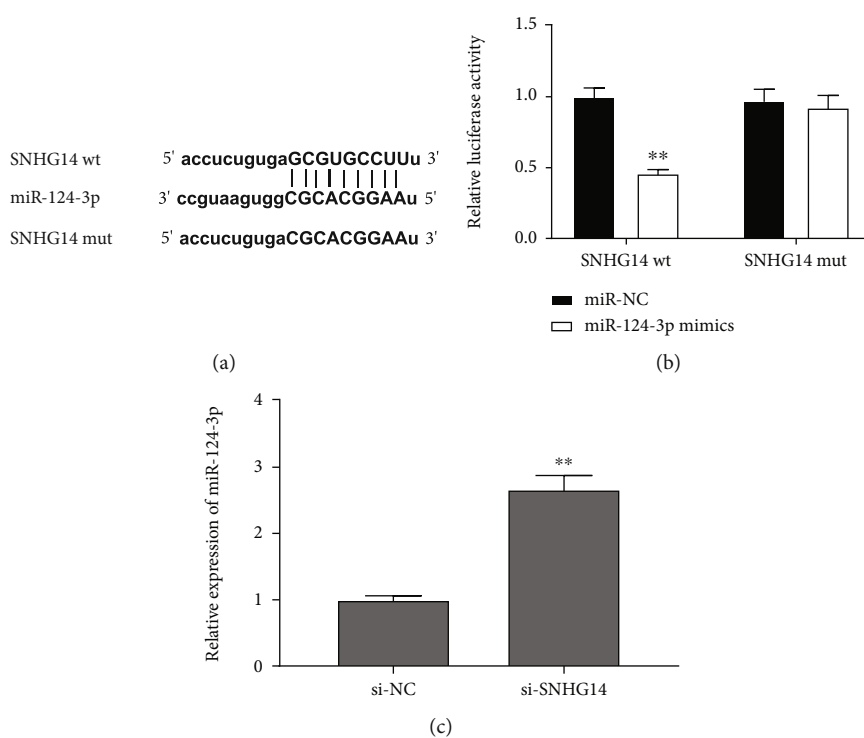 SNHG14 wt 5' accucugugaGCGUGCCUUu 3'
miR-124-3p 3' ccguaaguggCGCACGGAAu 5'
SNHG14 mut 5' accucugugaCGCACGGAAu 3'
(a)
Relative luciferase activity
1.5
1.0
0.5
0.0
**
SNHG14 wt SNHG14 mut
miR-NC
miR-124-3p mimics
(b)
Relative expression of miR-124-3p
4
3
2
1
0
**
si-NC si-SNHG14
(c)